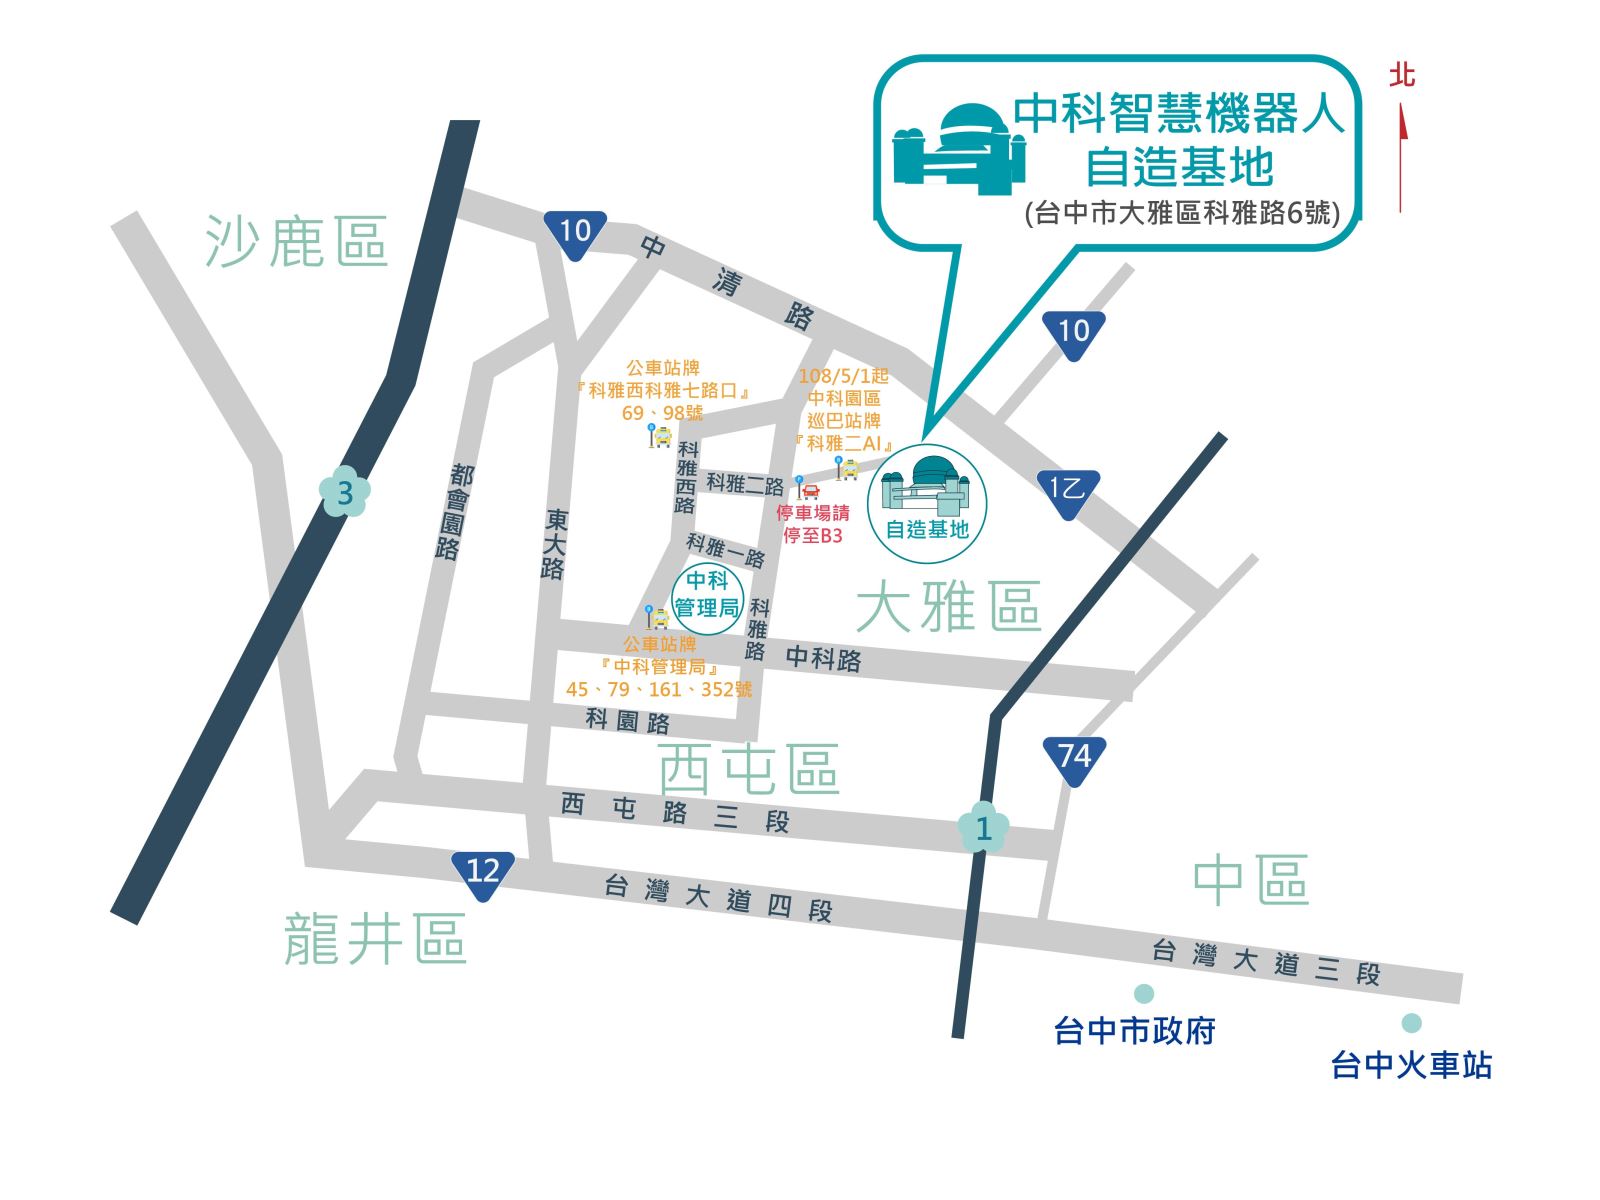 北
中科智慧機器人
自造基地
(台中市大雅區科雅路6號)
沙鹿區
10
中清路
10
公車站牌
『科雅西科雅七路口』
69、98號
108/5/1起
中科園區
巡巴站牌
『科雅二AI』
科雅西路
科雅二路
3
都會園路
東大路
1乙
停車場請
停至B3
自造基地
科雅一路
中科
管理局
科雅路
大雅區
公車站牌
『中科管理局』
45、79、161、352號
中科路
科園路
西屯區
74
西屯路三段
1
12
台灣大道四段
中區
龍井區
台灣大道三段
台中市政府
台中火車站